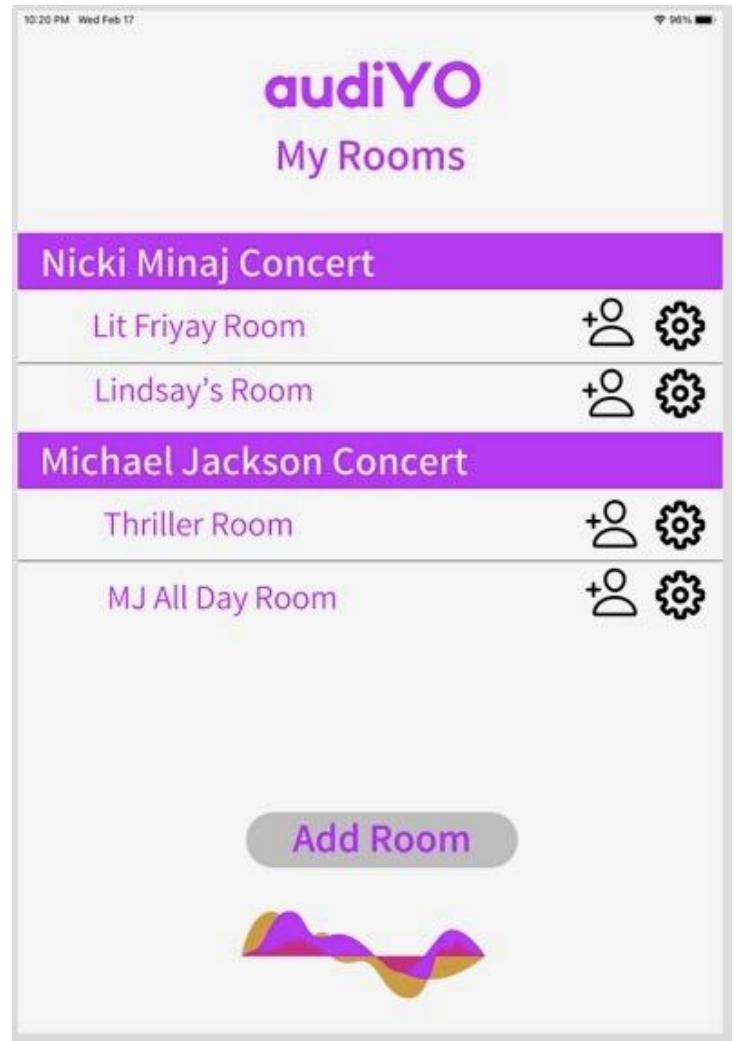 10:20 PM Wed Feb 17 96%
audiYO
My Rooms
Nicki Minaj Concert
Lit Friyay Room
Lindsay’s Room
Michael Jackson Concert
Thriller Room
MJ All Day Room
Add Room